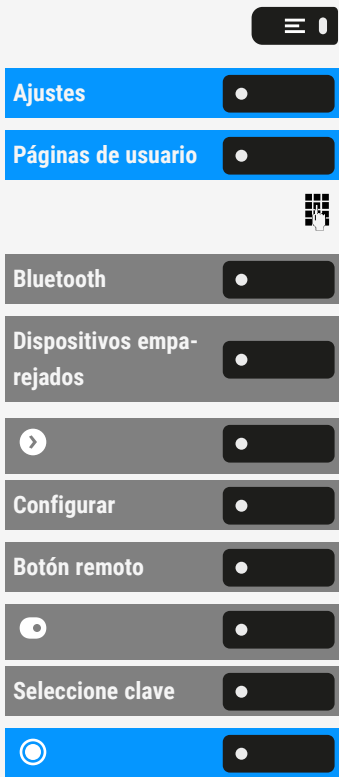 Ajustes
Páginas de usuario
Bluetooth
Dispositivos empa-
rejados
Configurar
Botón remoto
Seleccione clave